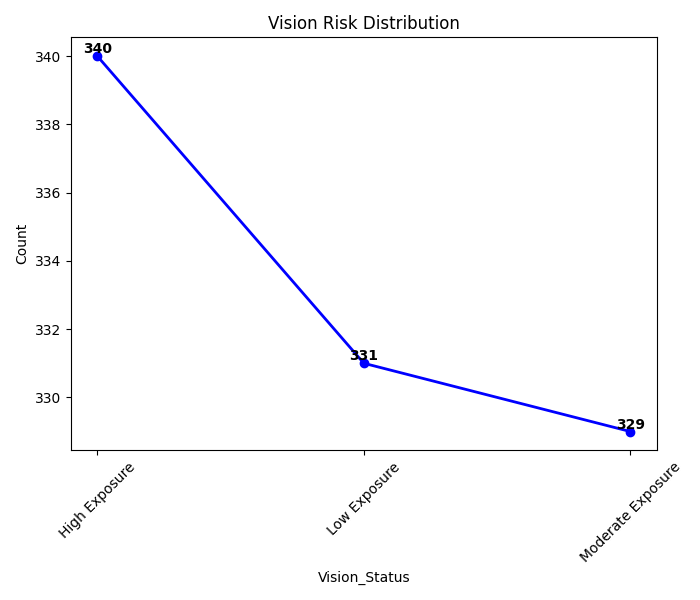 Vision Risk Distribution
340
338
336
334
332
330
Count
340
331
329
High Exposure
Low Exposure
Moderate Exposure
Vision_Status